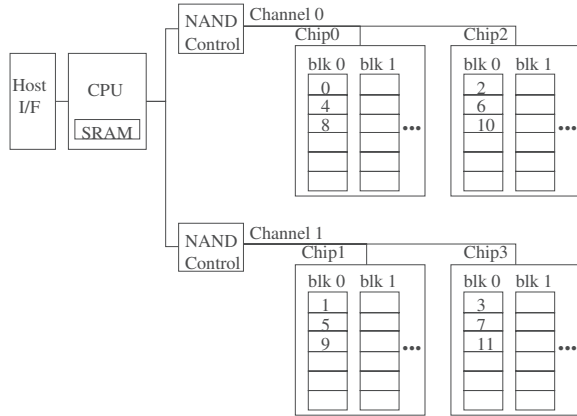 Host
I/F
CPU
SRAM
NAND
Control
Channel 0
Chip0
blk 0 blk 1
0
4
8
...
Chip2
blk 0 blk 1
2
6
10
...
NAND
Control
Channel 1
Chip1
blk 0 blk 1
1
5
9
...
Chip3
blk 0 blk 1
3
7
11
...